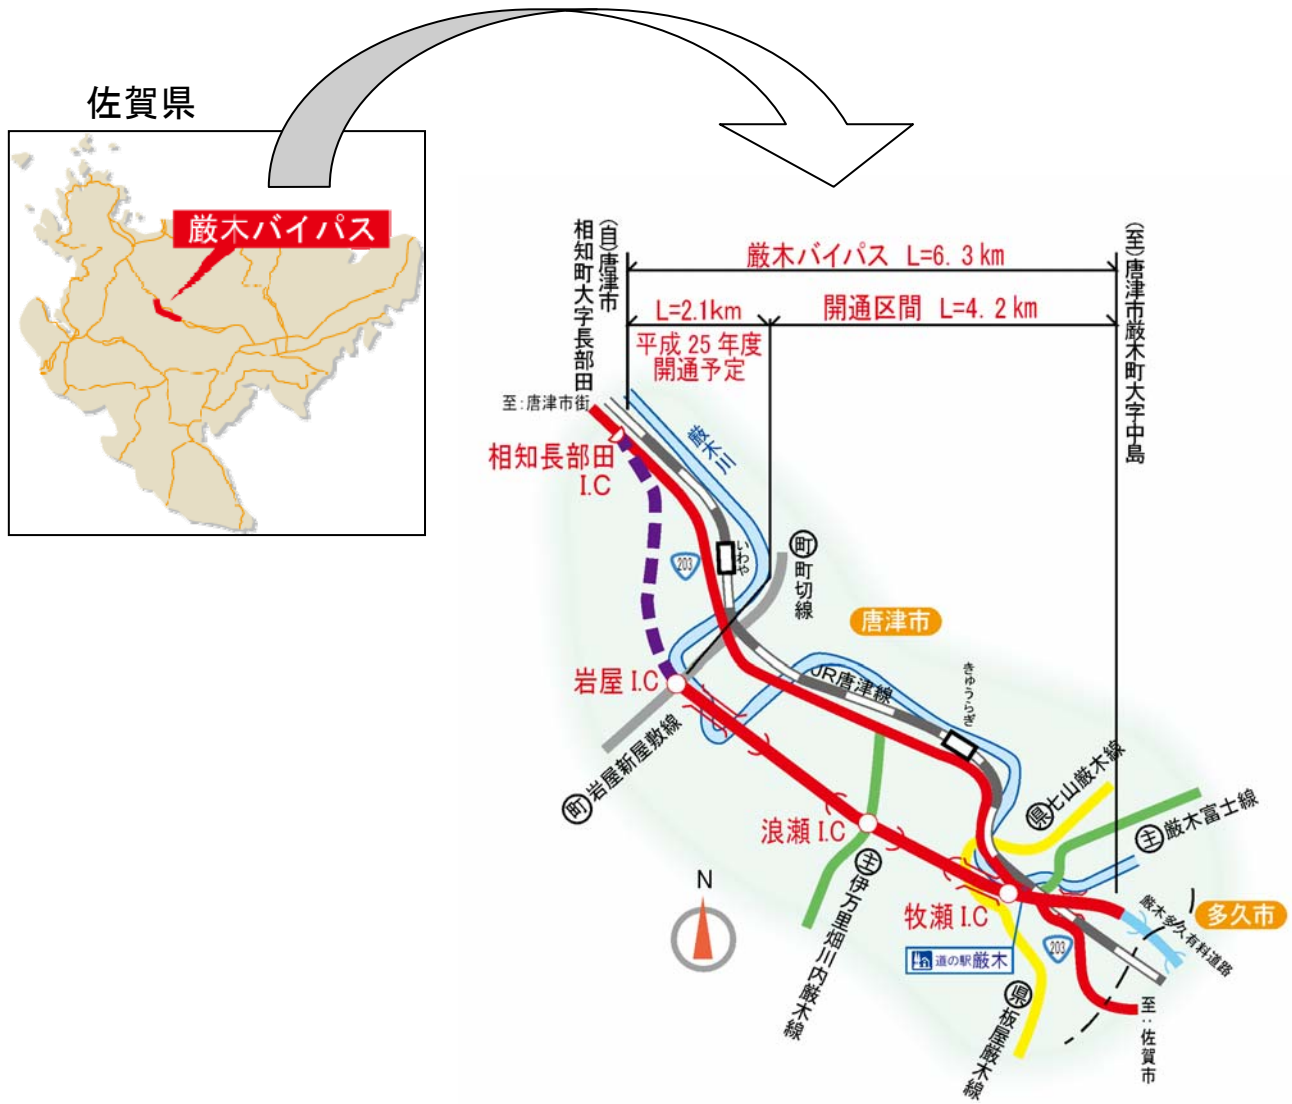 佐賀県
厳木バイパス
(自)唐津市
相知町大字長部田
(至)唐津市厳木町大字中島
厳木バイパス L=6.3km
L=2.1km
開通区間 L=4.2km
平成25年度
開通予定
至:唐津市街
厳木川
相知長部田
I.C
203
いわや
町
町切線
唐津市
岩屋 I.C
JR唐津線
きゅうらぎ
町
岩屋新屋敷線
県
七山厳木線
浪瀬 I.C
主
厳木富士線
主
伊万里畑川内厳木線
N
牧瀬 I.C
厳木多久有料道路
多久市
203
道の駅厳木
県
板屋厳木線
至:佐賀市